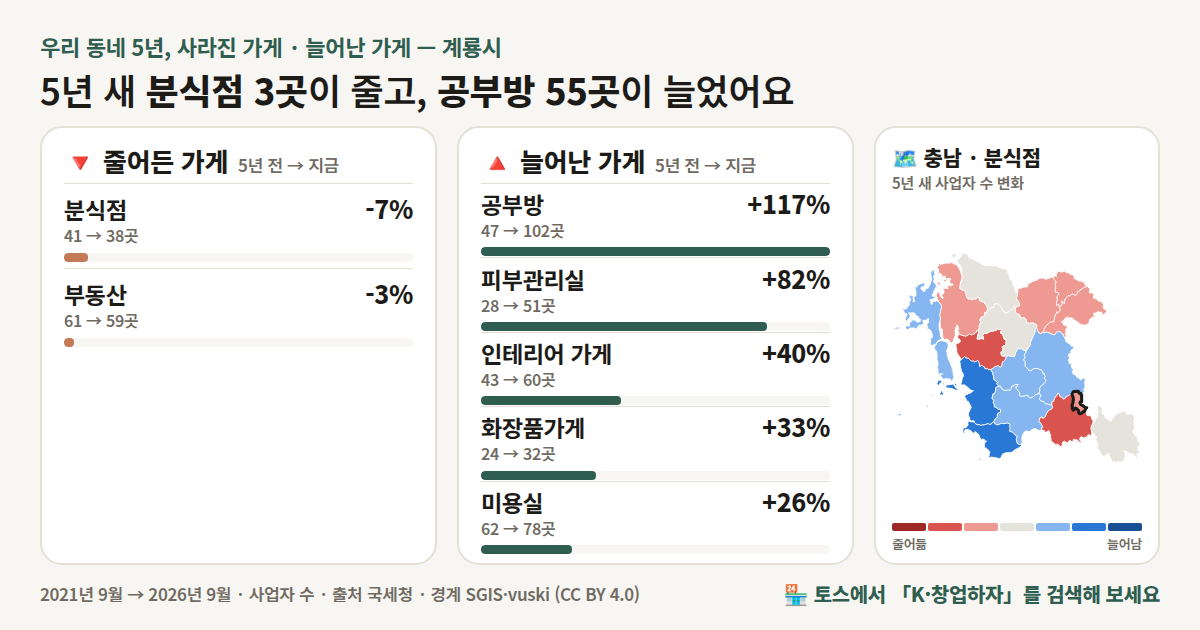 우리 동네 5년, 사라진 가게 · 늘어난 가게 — 계룡시
5년 새 분식점 3곳이 줄고, 공부방 55곳이 늘었어요
줄어든 가게 5년 전 → 지금
분식점 -7%
41 → 38곳
부동산 -3%
61 → 59곳
늘어난 가게 5년 전 → 지금
공부방 +117%
47 → 102곳
피부관리실 +82%
28 → 51곳
인테리어 가게 +40%
43 → 60곳
화장품가게 +33%
24 → 32곳
미용실 +26%
62 → 78곳
충남 · 분식점
5년 새 사업자 수 변화
줄어듦 늘어남
2021년 9월 → 2026년 9월 · 사업자 수 · 출처 국세청 · 경계 SGIS·vuski (CC BY 4.0)
토스에서 「K·창업하자」를 검색해 보세요